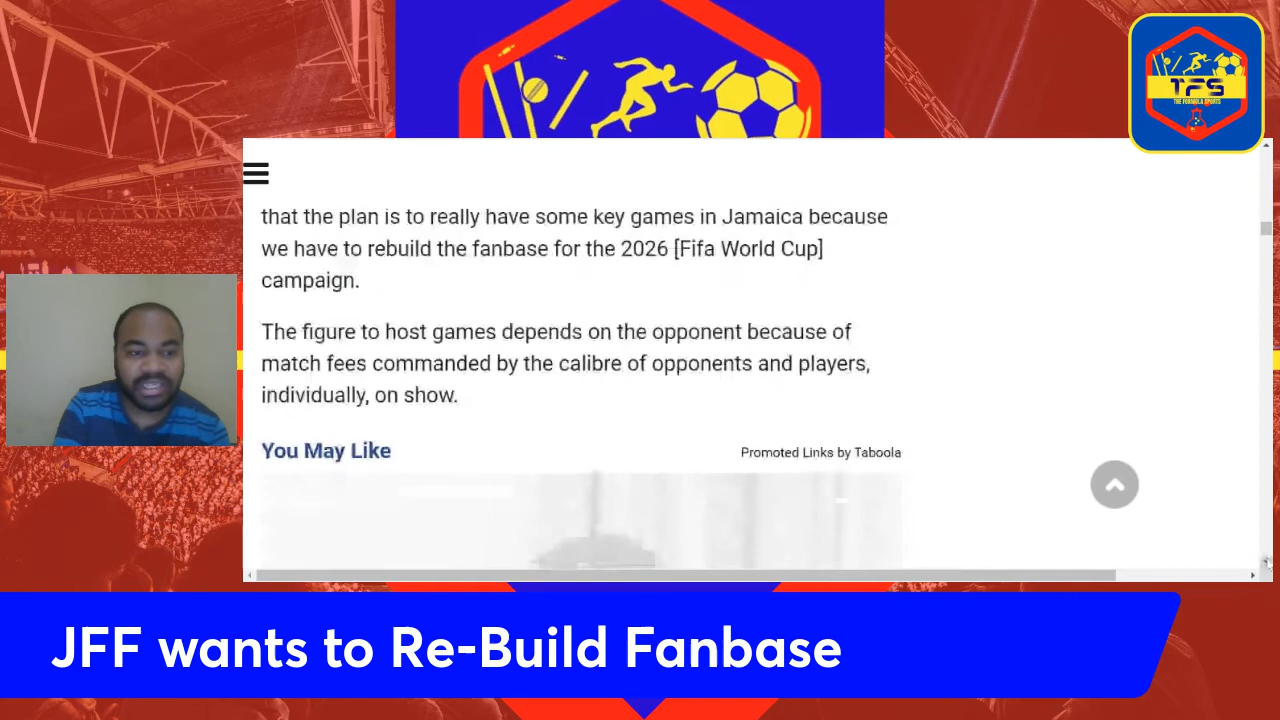 TFS
THE FORMULA SPORTS
that the plan is to really have some key games in Jamaica because
we have to rebuild the fanbase for the 2026 [Fifa World Cup]
campaign.
The figure to host games depends on the opponent because of
match fees commanded by the calibre of opponents and players,
individually, on show.
You May Like
Promoted Links by Taboola
JFF wants to Re-Build Fanbase